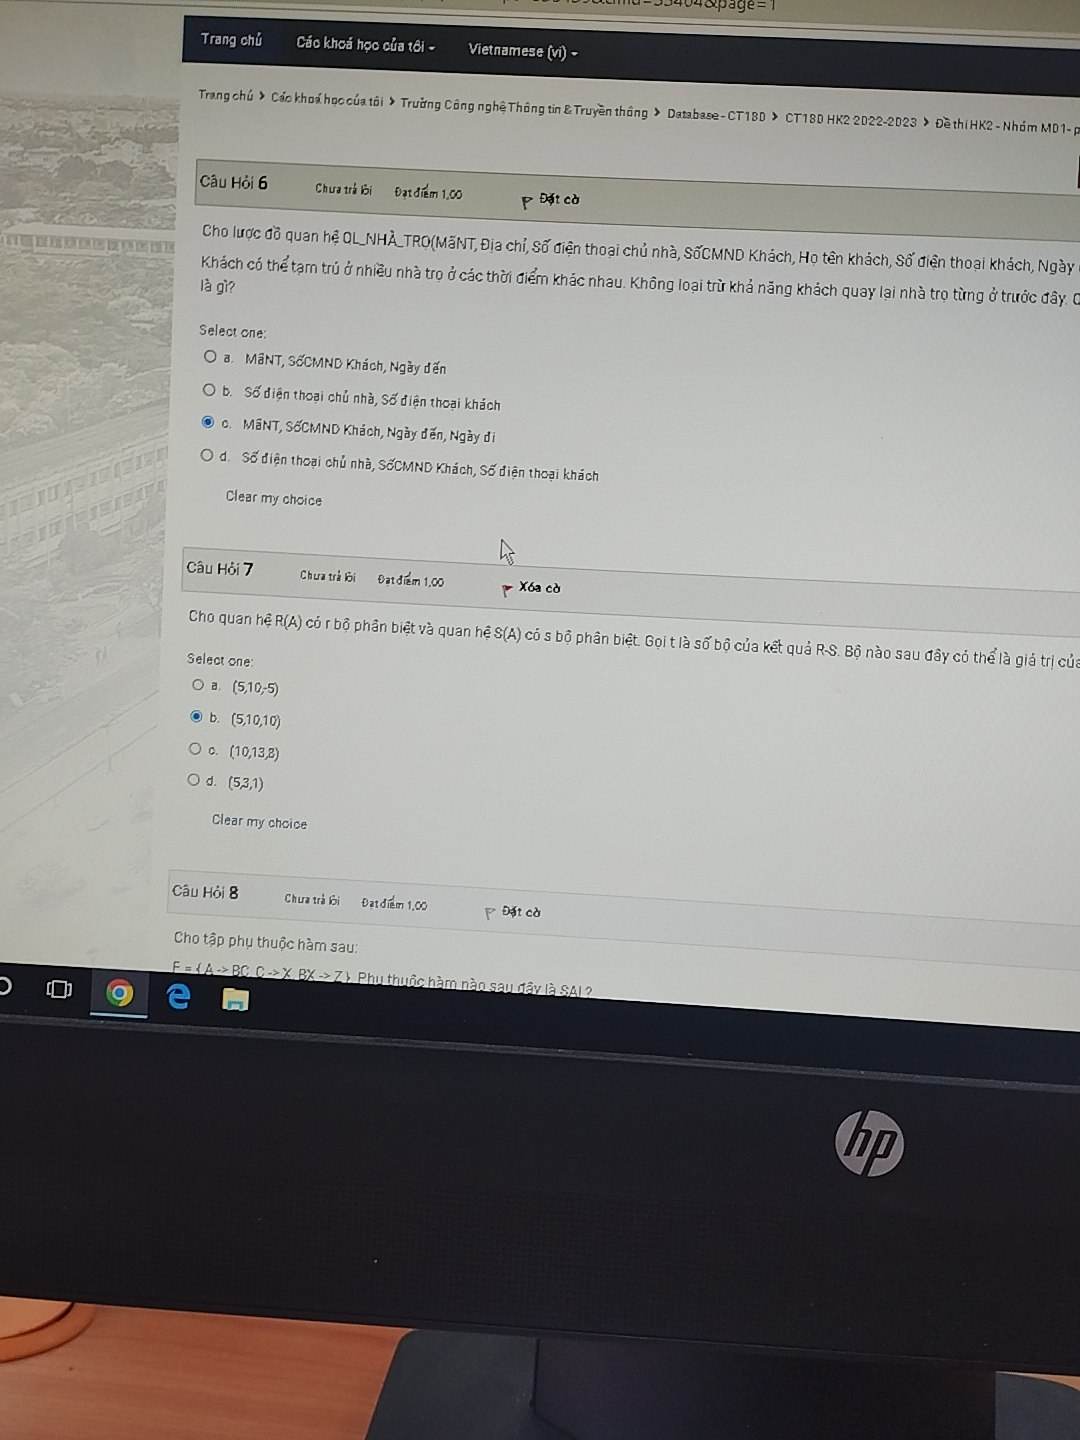 Trang chủ Các khoá học của tôi Vietnamese (vi)
Trang chủ > Các khoá học của tôi > Trường Công nghệ Thông tin & Truyền thông > Database - CT180 > CT180 HK2 2022-2023 > Đề thi HK2 - Nhóm M01-
Câu Hỏi 6 Chưa trả lời Đạt điểm 1,00 Đặt cờ
Cho lược đồ quan hệ QL_NHÀ_TRỌ(MãNT, Địa chỉ, Số điện thoại chủ nhà, SốCMND Khách, Họ tên khách, Số điện thoại khách, Ngày
Khách có thể tạm trú ở nhiều nhà trọ ở các thời điểm khác nhau. Không loại trừ khả năng khách quay lại nhà trọ từng ở trước đây.
là gì?
Select one:
a. MãNT, SốCMND Khách, Ngày đến
b. Số điện thoại chủ nhà, Số điện thoại khách
c. MãNT, SốCMND Khách, Ngày đến, Ngày đi
d. Số điện thoại chủ nhà, SốCMND Khách, Số điện thoại khách
Clear my choice
Câu Hỏi 7 Chưa trả lời Đạt điểm 1,00 Xóa cờ
Cho quan hệ R(A) có r bộ phân biệt và quan hệ S(A) có s bộ phân biệt. Gọi t là số bộ của kết quả R-S. Bộ nào sau đây có thể là giá trị của
Select one:
a. (5,10,-5)
b. (5,10,10)
c. (10,13,8)
d. (5,3,1)
Clear my choice
Câu Hỏi 8 Chưa trả lời Đạt điểm 1,00 Đặt cờ
Cho tập phụ thuộc hàm sau:
F = { A -> BC, C -> X, BX -> Z }. Phụ thuộc hàm nào sau đây là SAI ?
hp